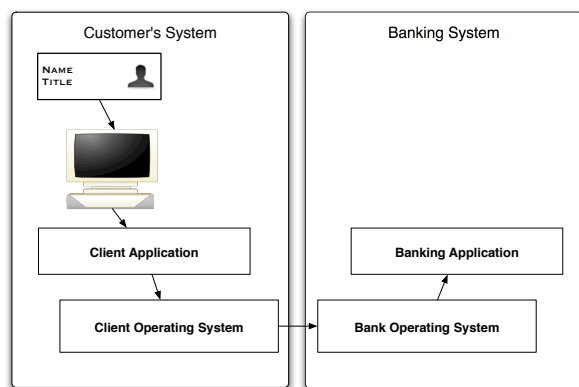 Customer's System
NAME
TITLE
Client Application
Client Operating System
Banking System
Banking Application
Bank Operating System